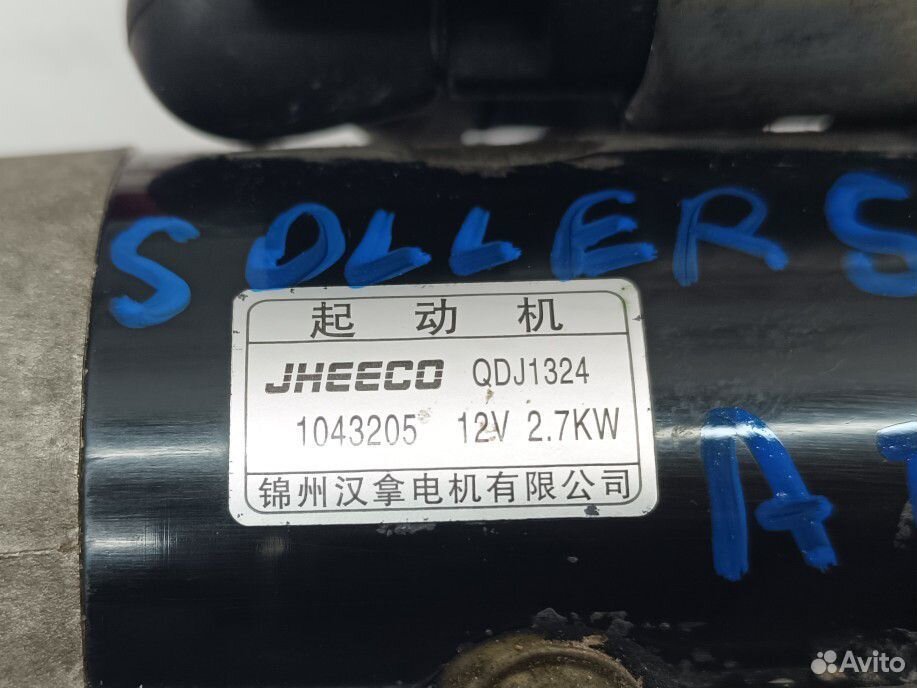 SOLLERS
起动机
JHEECO QDJ1324
1043205 12V 2.7KW
锦州汉拿电机有限公司
Avito